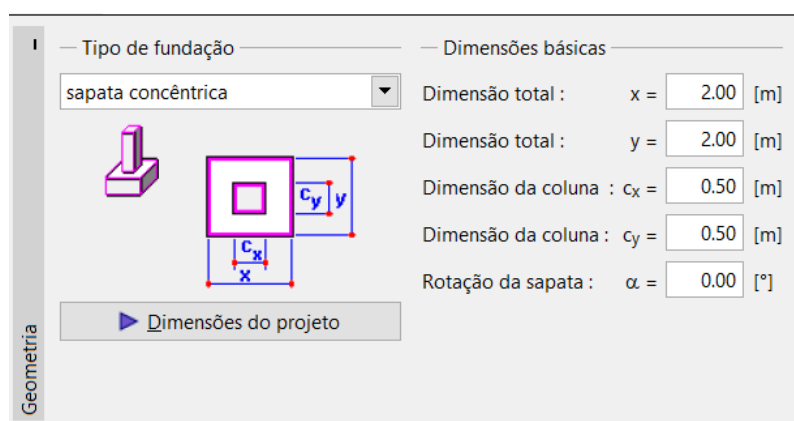 Tipo de fundação
sapata concêntrica
cy
y
cx
x
Dimensões do projeto
Dimensões básicas
Dimensão total : x = 2.00 [m]
Dimensão total : y = 2.00 [m]
Dimensão da coluna : cx = 0.50 [m]
Dimensão da coluna : cy = 0.50 [m]
Rotação da sapata : α = 0.00 [°]
Geometria